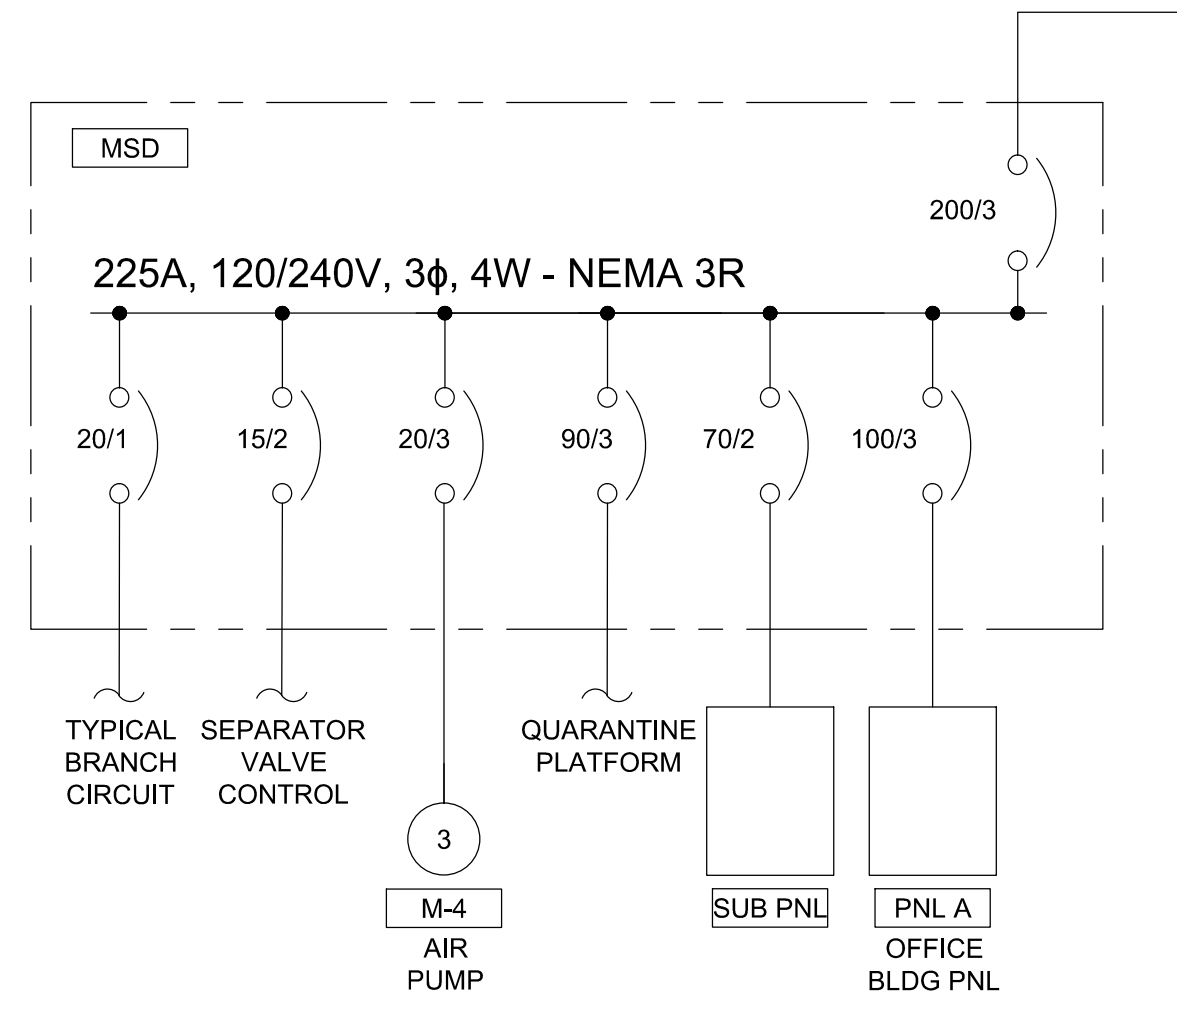 MSD
200/3
225A, 120/240V, 3ϕ, 4W - NEMA 3R
20/1
15/2
20/3
90/3
70/2
100/3
TYPICAL
BRANCH
CIRCUIT
SEPARATOR
VALVE
CONTROL
3
M-4
AIR
PUMP
QUARANTINE
PLATFORM
SUB PNL
PNL A
OFFICE
BLDG PNL